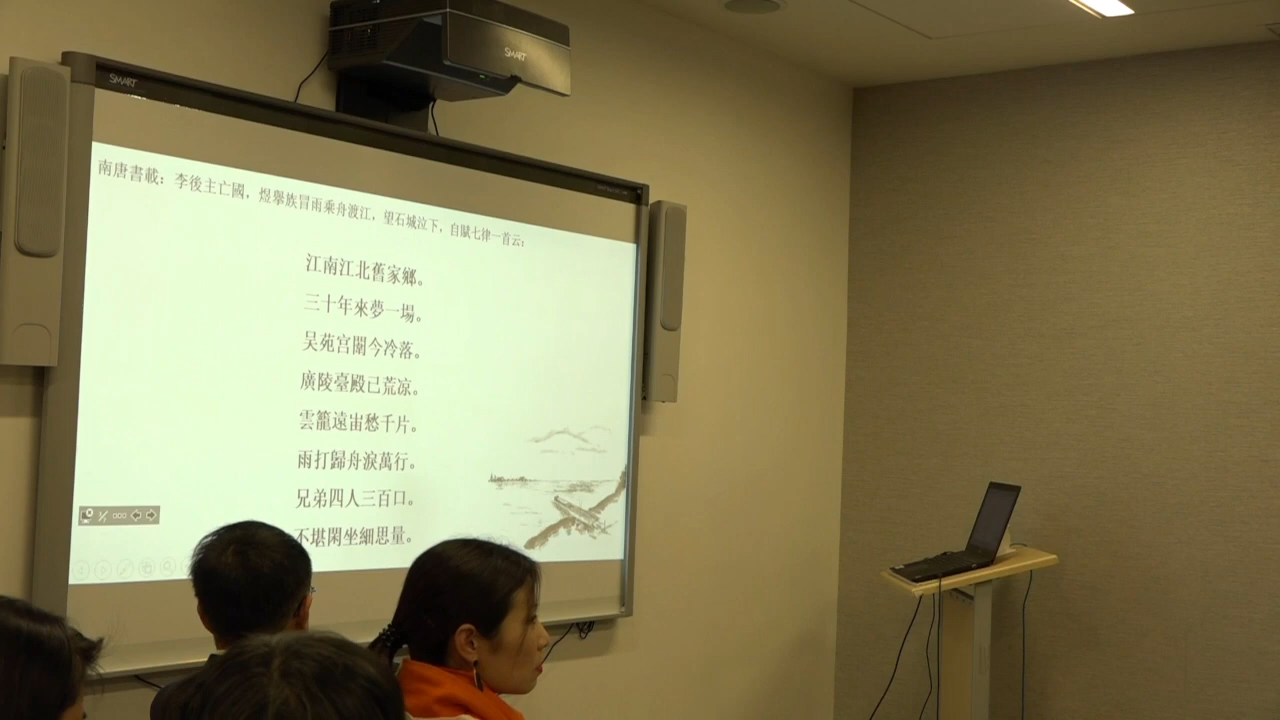 SMART
SMART
南唐書載：李後主亡國，煜擧族冒雨乘舟渡江，望石城泣下，自賦七律一首云：
江南江北舊家鄉。
三十年來夢一場。
吴苑宫闈今冷落。
廣陵臺殿已荒凉。
雲籠遠岫愁千片。
雨打歸舟淚萬行。
兄弟四人三百口。
不堪閑坐細思量。